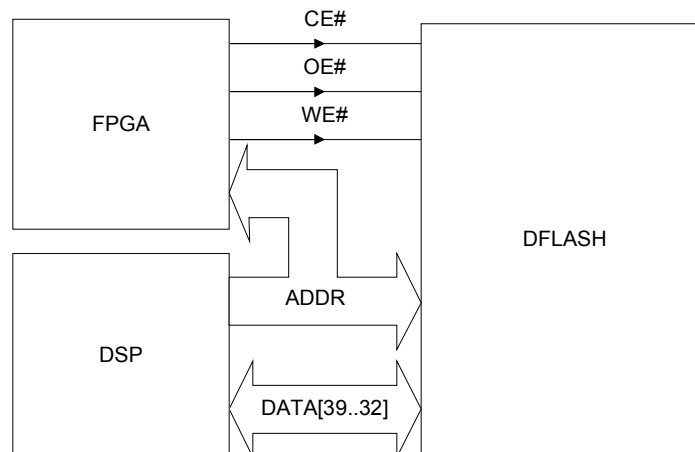 CE#
OE#
WE#
FPGA
DFLASH
ADDR
DSP
DATA[39..32]